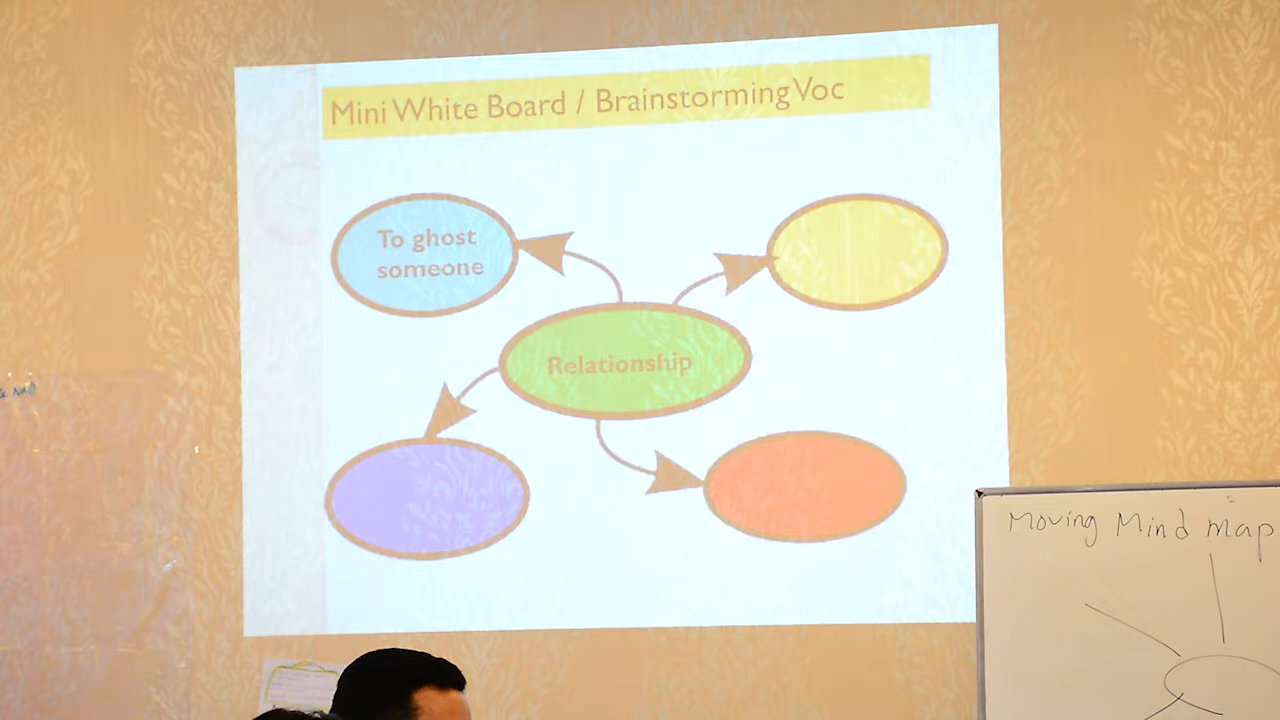 Mini White Board / Brainstorming Voc
To ghost
someone
Relationship
Moving Mind map